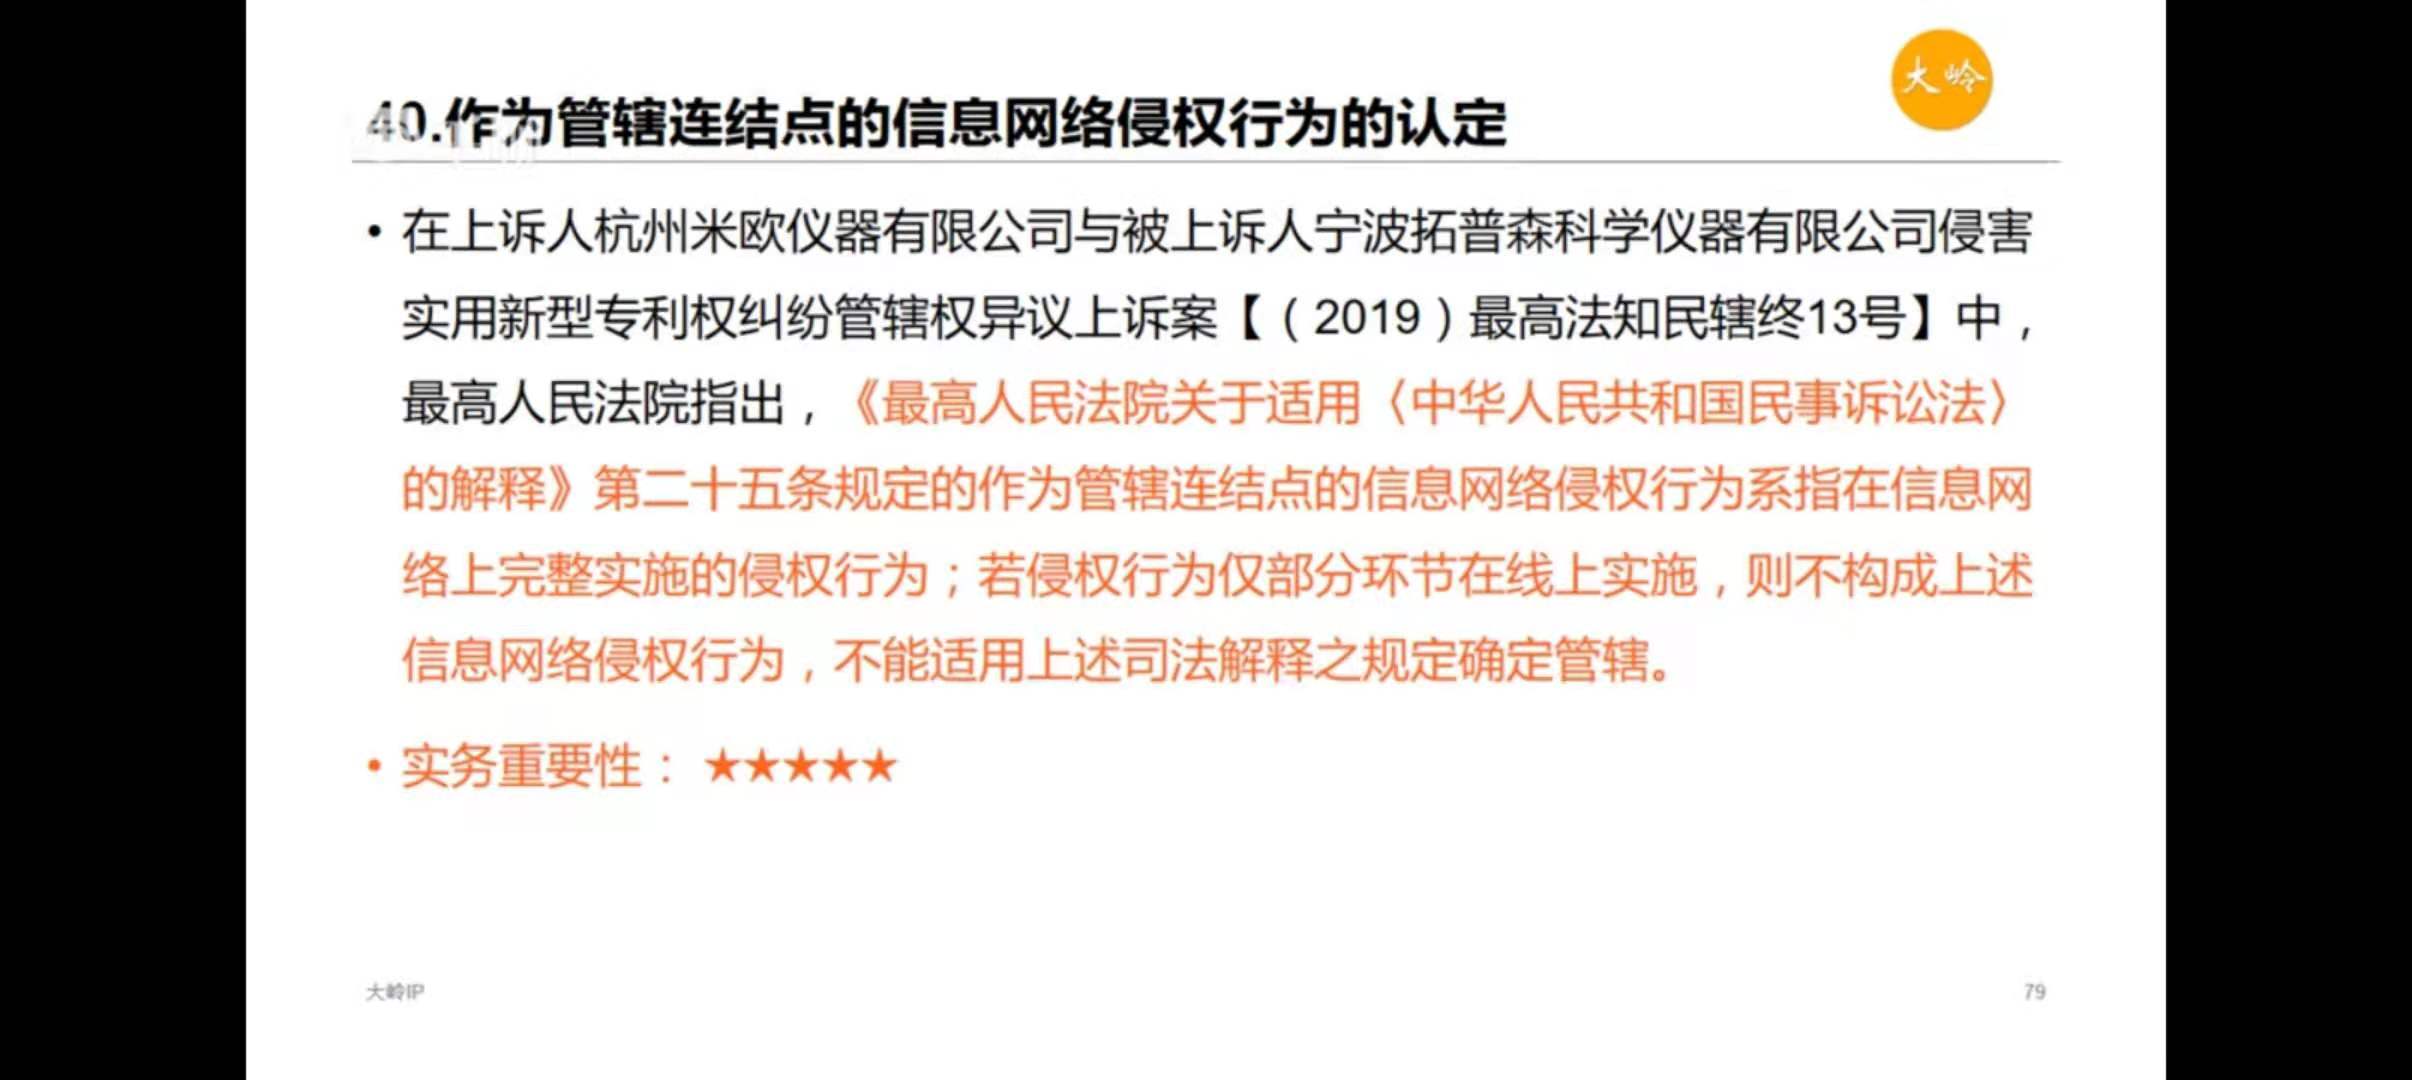 大岭
40.作为管辖连结点的信息网络侵权行为的认定
• 在上诉人杭州米欧仪器有限公司与被上诉人宁波拓普森科学仪器有限公司侵害
实用新型专利权纠纷管辖权异议上诉案【（2019）最高法知民辖终13号】中，
最高人民法院指出，《最高人民法院关于适用〈中华人民共和国民事诉讼法〉
的解释》第二十五条规定的作为管辖连结点的信息网络侵权行为系指在信息网
络上完整实施的侵权行为；若侵权行为仅部分环节在线上实施，则不构成上述
信息网络侵权行为，不能适用上述司法解释之规定确定管辖。
• 实务重要性：★★★★★
大岭IP
79